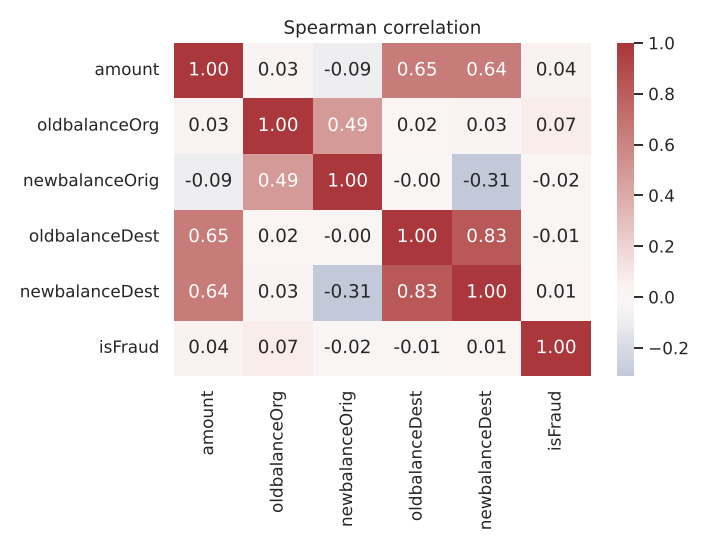 Spearman correlation
amount 1.00 0.03 -0.09 0.65 0.64 0.04
oldbalanceOrg 0.03 1.00 0.49 0.02 0.03 0.07
newbalanceOrig -0.09 0.49 1.00 -0.00 -0.31 -0.02
oldbalanceDest 0.65 0.02 -0.00 1.00 0.83 -0.01
newbalanceDest 0.64 0.03 -0.31 0.83 1.00 0.01
isFraud 0.04 0.07 -0.02 -0.01 0.01 1.00
amount
oldbalanceOrg
newbalanceOrig
oldbalanceDest
newbalanceDest
isFraud
1.0
0.8
0.6
0.4
0.2
0.0
−0.2